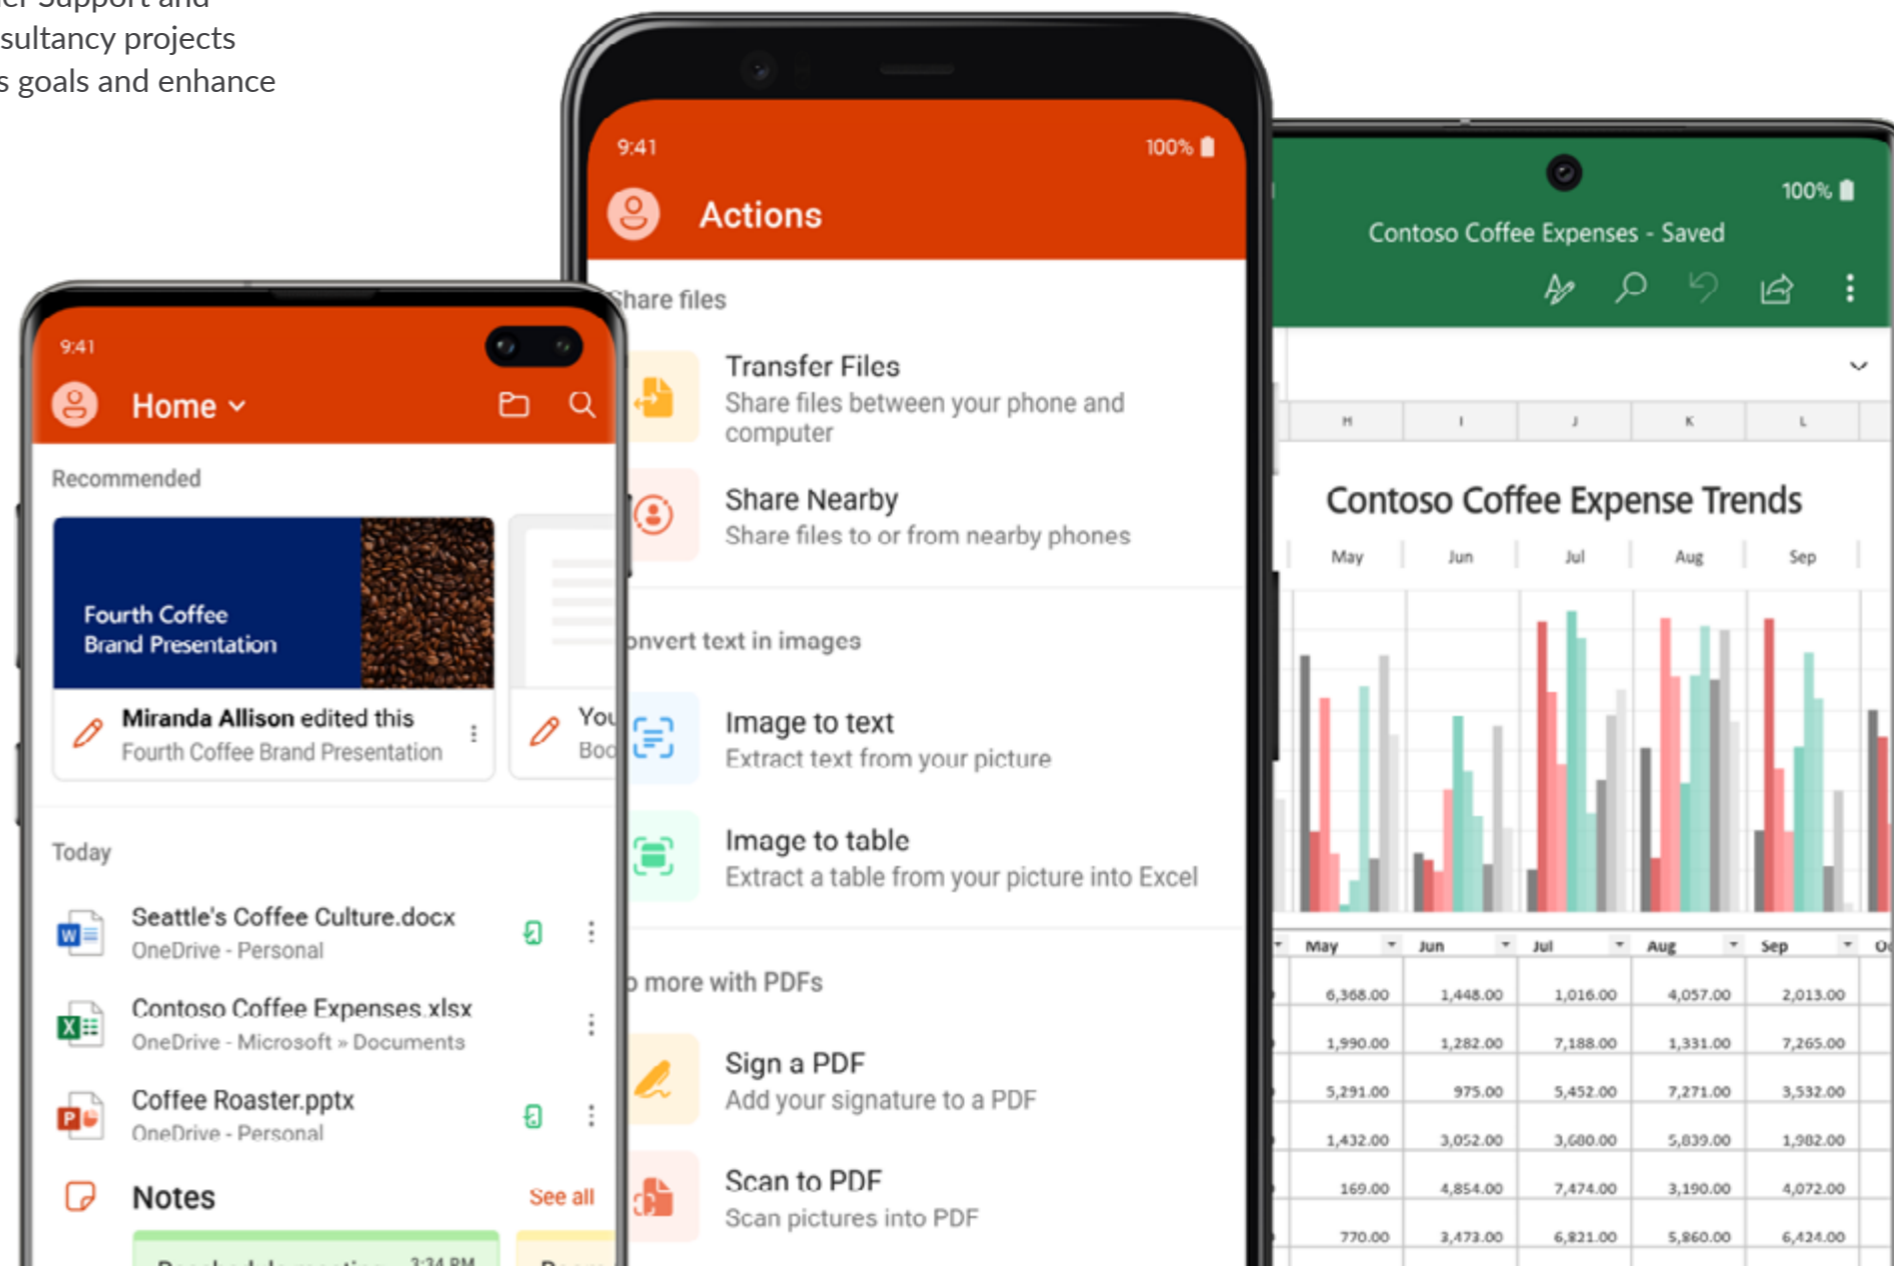 Support and
sultancy projects
s goals and enhance
9:41
Home
Recommended
Fourth Coffee
Brand Presentation
Miranda Allison edited this
Fourth Coffee Brand Presentation
You
Boo
Today
Seattle's Coffee Culture.docx
OneDrive - Personal
Contoso Coffee Expenses.xlsx
OneDrive - Microsoft » Documents
Coffee Roaster.pptx
OneDrive - Personal
Notes
See all
3:34 PM
9:41
100%
Actions
Share files
Transfer Files
Share files between your phone and
computer
Share Nearby
Share files to or from nearby phones
onvert text in images
Image to text
Extract text from your picture
Image to table
Extract a table from your picture into Excel
o more with PDFs
Sign a PDF
Add your signature to a PDF
Scan to PDF
Scan pictures into PDF
100%
Contoso Coffee Expenses - Saved
H I J K L
Contoso Coffee Expense Trends
May Jun Jul Aug Sep
May Jun Jul Aug Sep
6,368.00 1,448.00 1,016.00 4,057.00 2,013.00
1,990.00 1,282.00 7,188.00 1,331.00 7,265.00
5,291.00 975.00 5,452.00 7,271.00 3,532.00
1,432.00 3,052.00 3,680.00 5,839.00 1,982.00
169.00 4,854.00 7,474.00 3,190.00 4,072.00
770.00 3,473.00 6,821.00 5,860.00 6,424.00